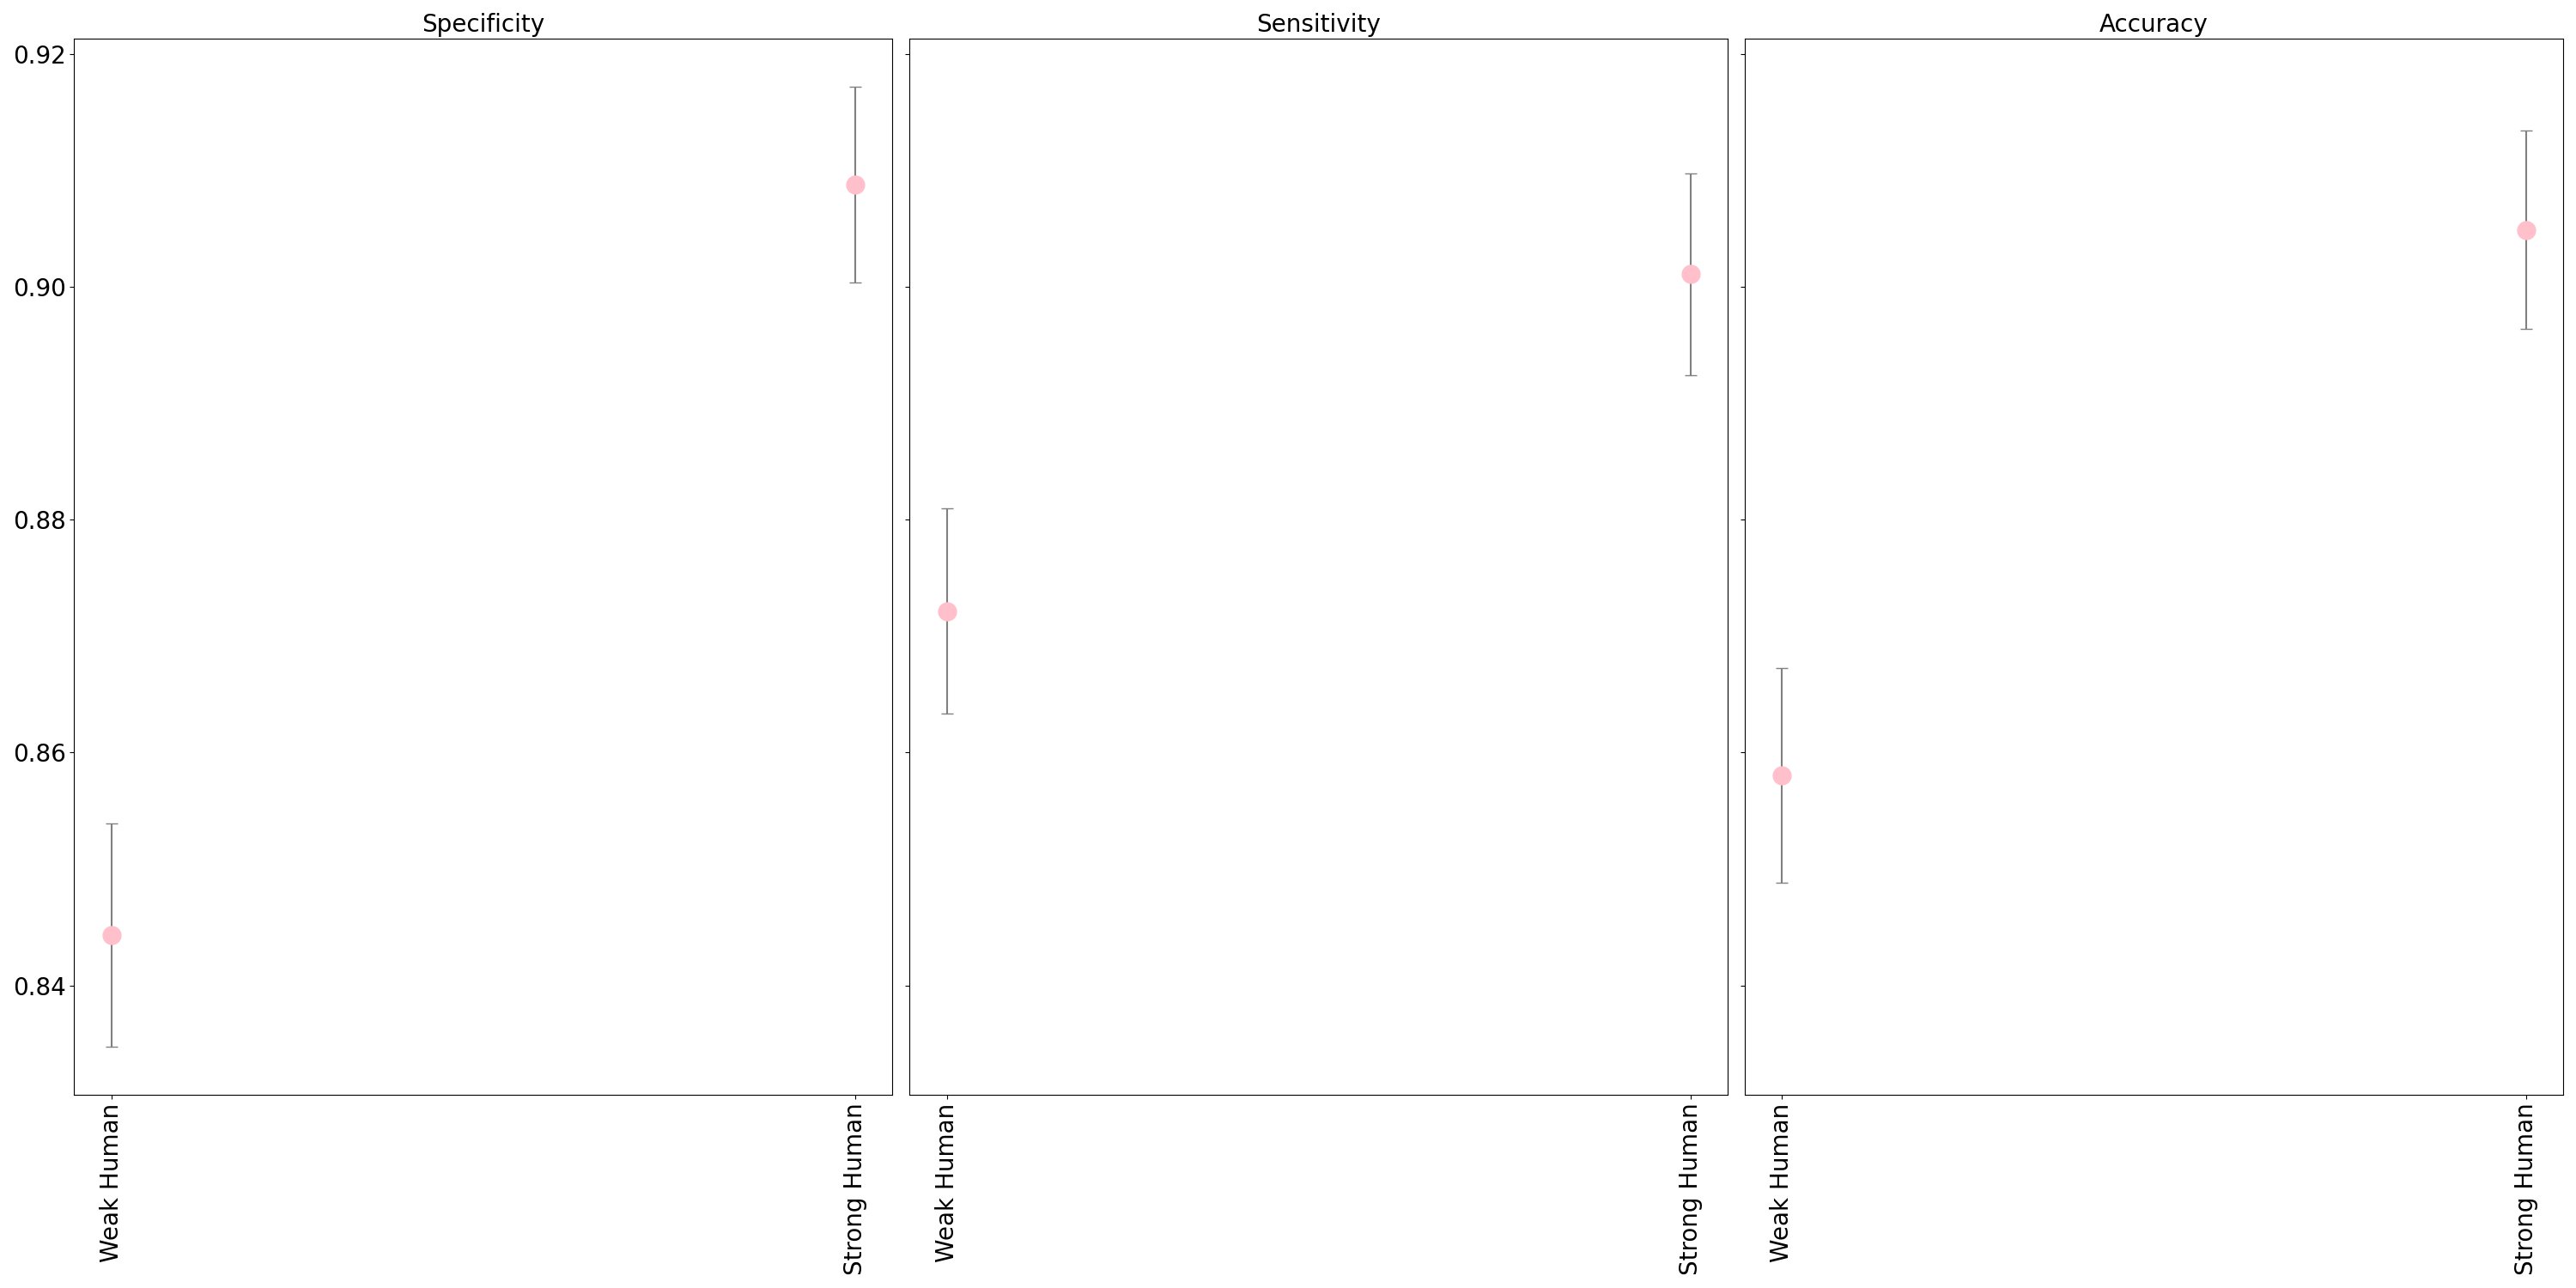 Specificity
Sensitivity
Accuracy
0.92
0.90
0.88
0.86
0.84
Weak Human
Strong Human
Weak Human
Strong Human
Weak Human
Strong Human